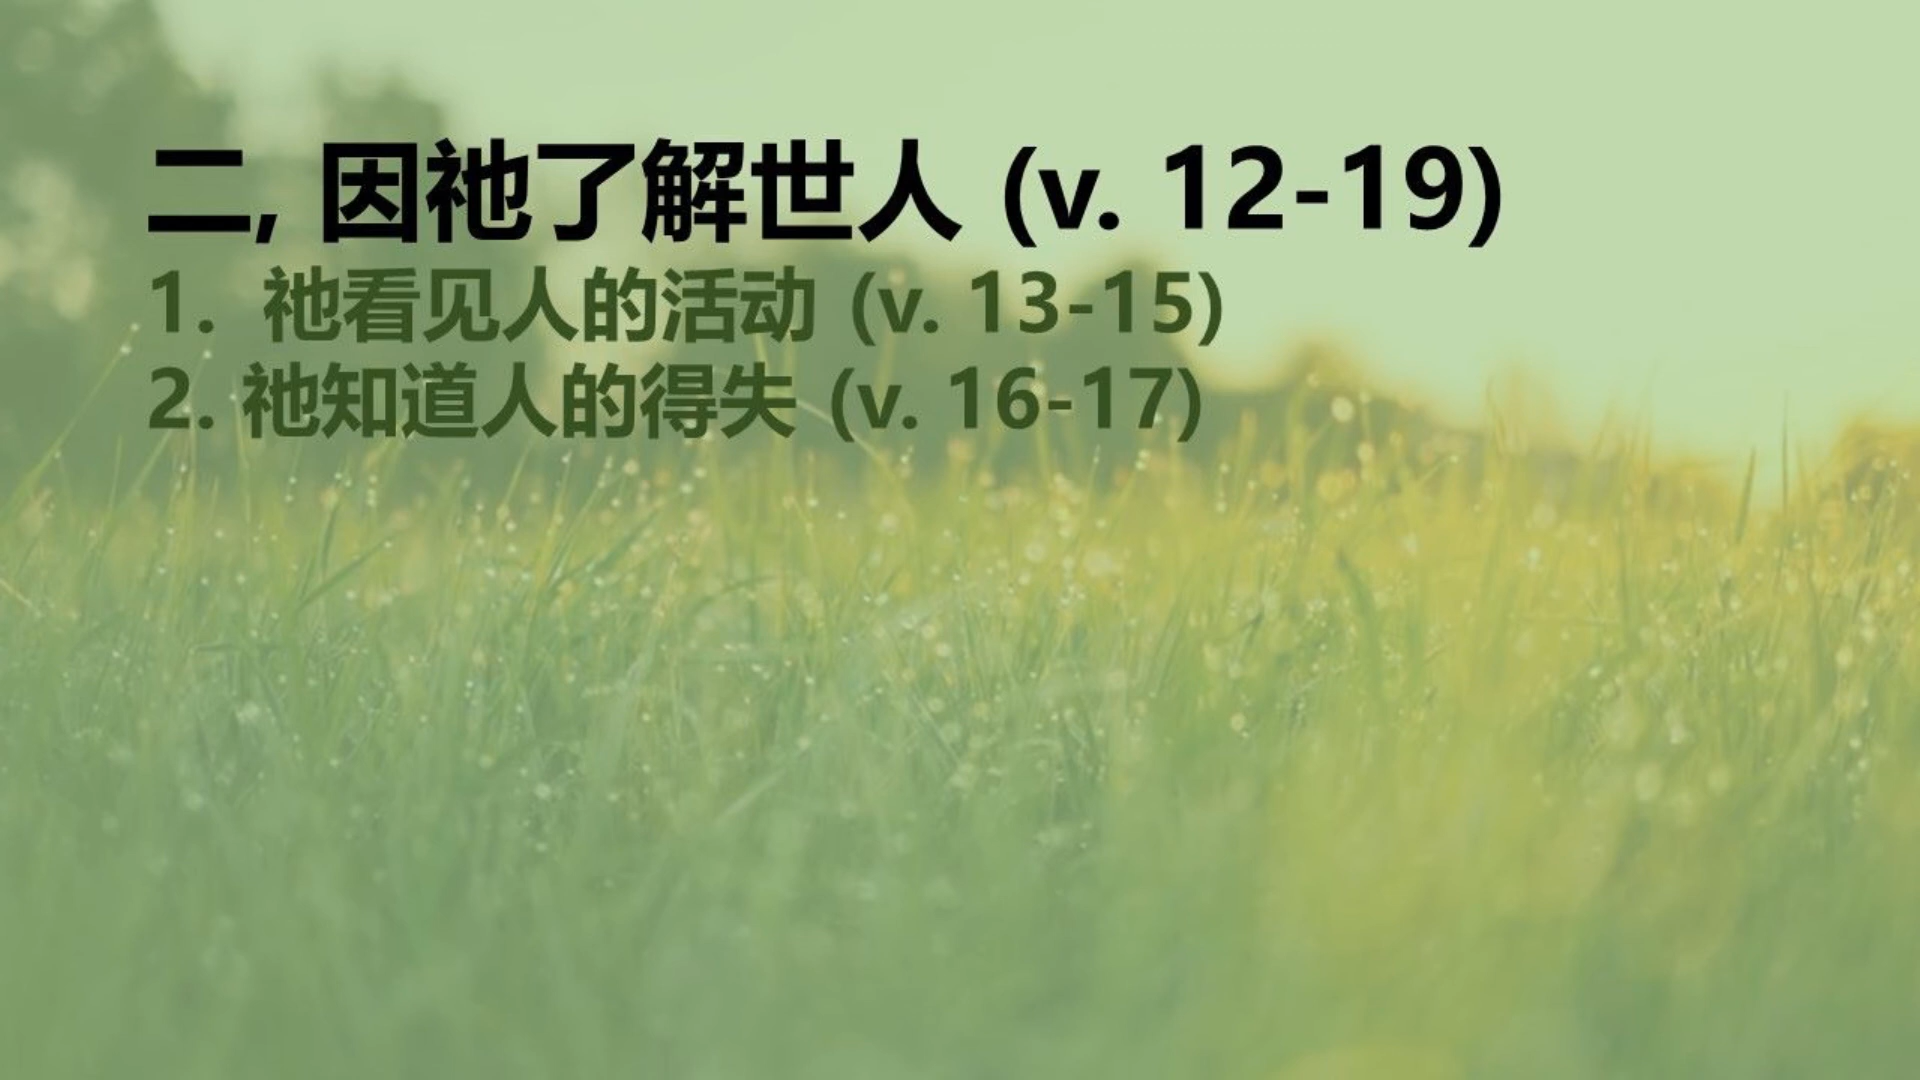 二, 因祂了解世人 (v. 12-19)
1. 祂看见人的活动 (v. 13-15)
2. 祂知道人的得失 (v. 16-17)